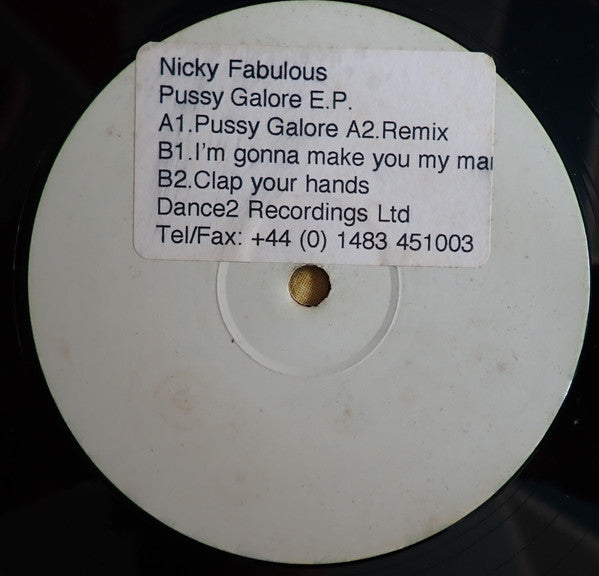 Nicky Fabulous
Pussy Galore E.P.
A1.Pussy Galore A2.Remix
B1.I'm gonna make you my mar
B2.Clap your hands
Dance2 Recordings Ltd
Tel/Fax: +44 (0) 1483 451003